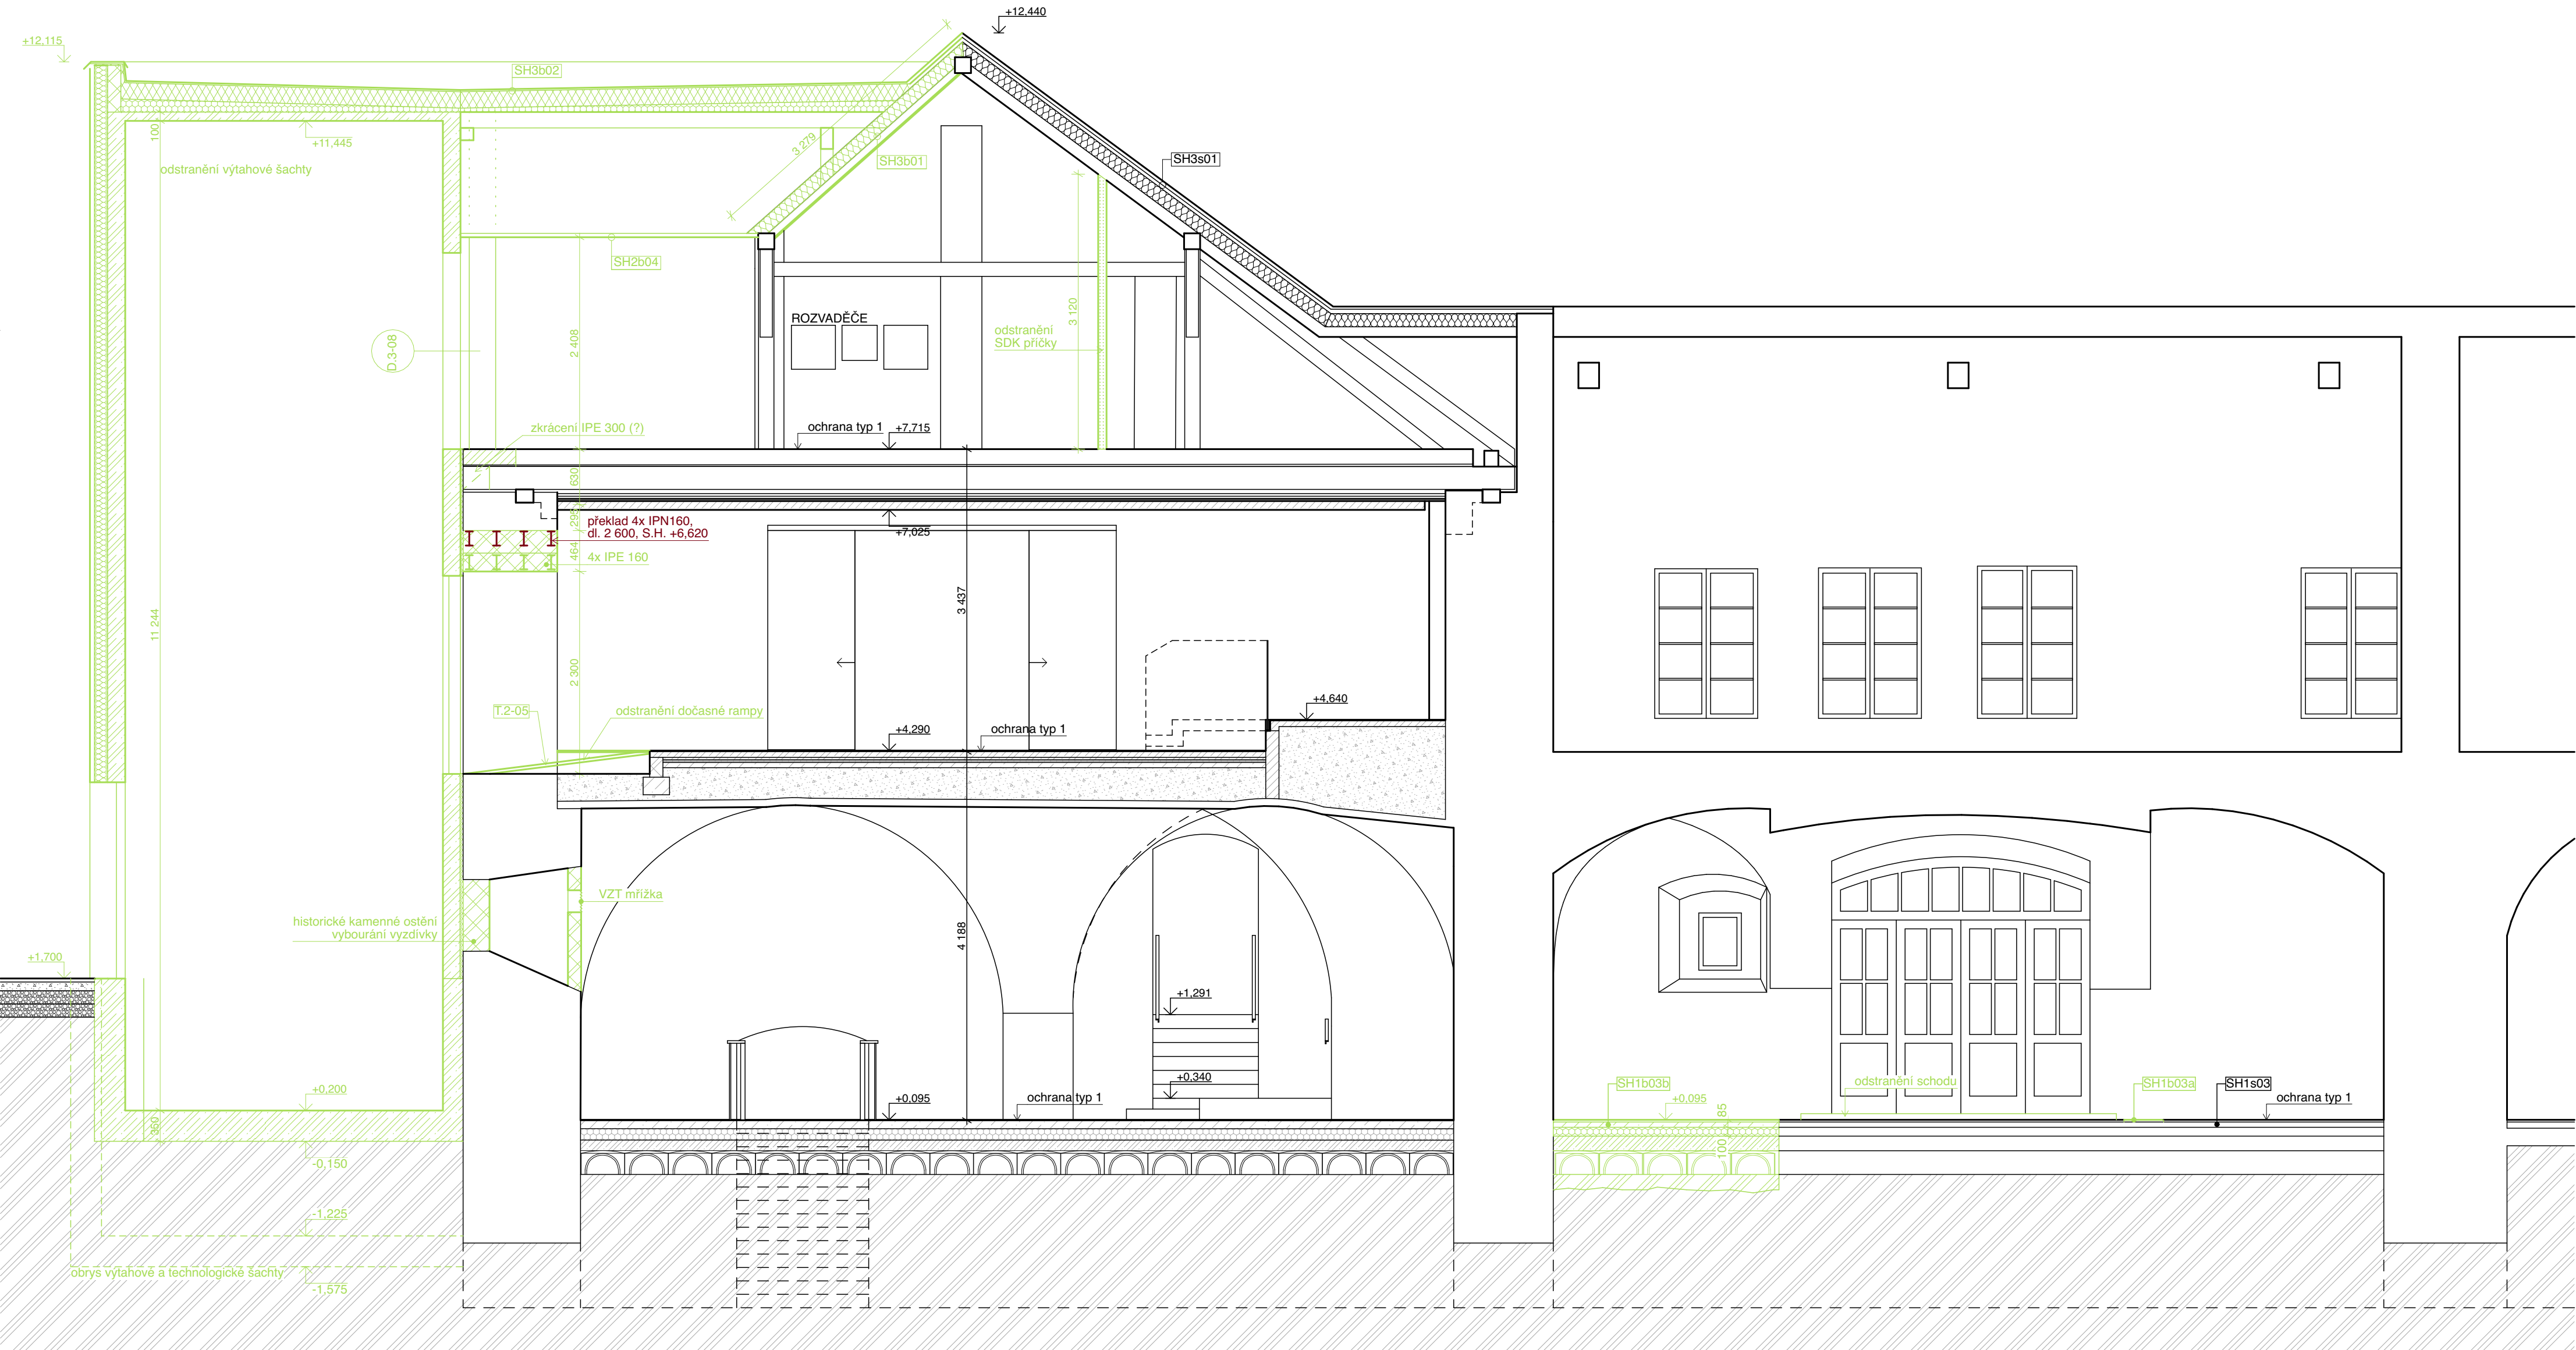 +12,440
+12,115
SH3b02
100
+11,445
3 279
SH3b01
SH3s01
odstranění výtahové šachty
SH2b04
3 120
ROZVADĚČE
odstranění
SDK příčky
D.3-08
2 408
zkrácení IPE 300 (?)
ochrana typ 1
+7,715
630
295
překlad 4x IPN160,
dl. 2 600, S.H. +6,620
+7,025
464
4x IPE 160
3 437
11 244
2 300
+4,640
T.2-05
odstranění dočasné rampy
+4,290
ochrana typ 1
VZT mřížka
historické kamenné ostění
vybourání vyzdívky
4 188
+1,700
+1,291
+0,340
+0,200
+0,095
ochrana typ 1
SH1b03b
+0,095
85
odstranění schodu
SH1b03a
SH1s03
ochrana typ 1
360
100
-0,150
-1,225
obrys výtahové a technologické šachty
-1,575